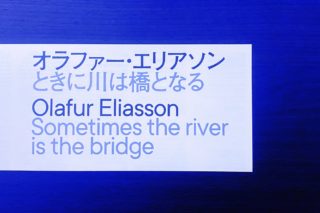 オラファー・エリアソン
ときに川は橋となる
Olafur Eliasson
Sometimes the river
is the bridge